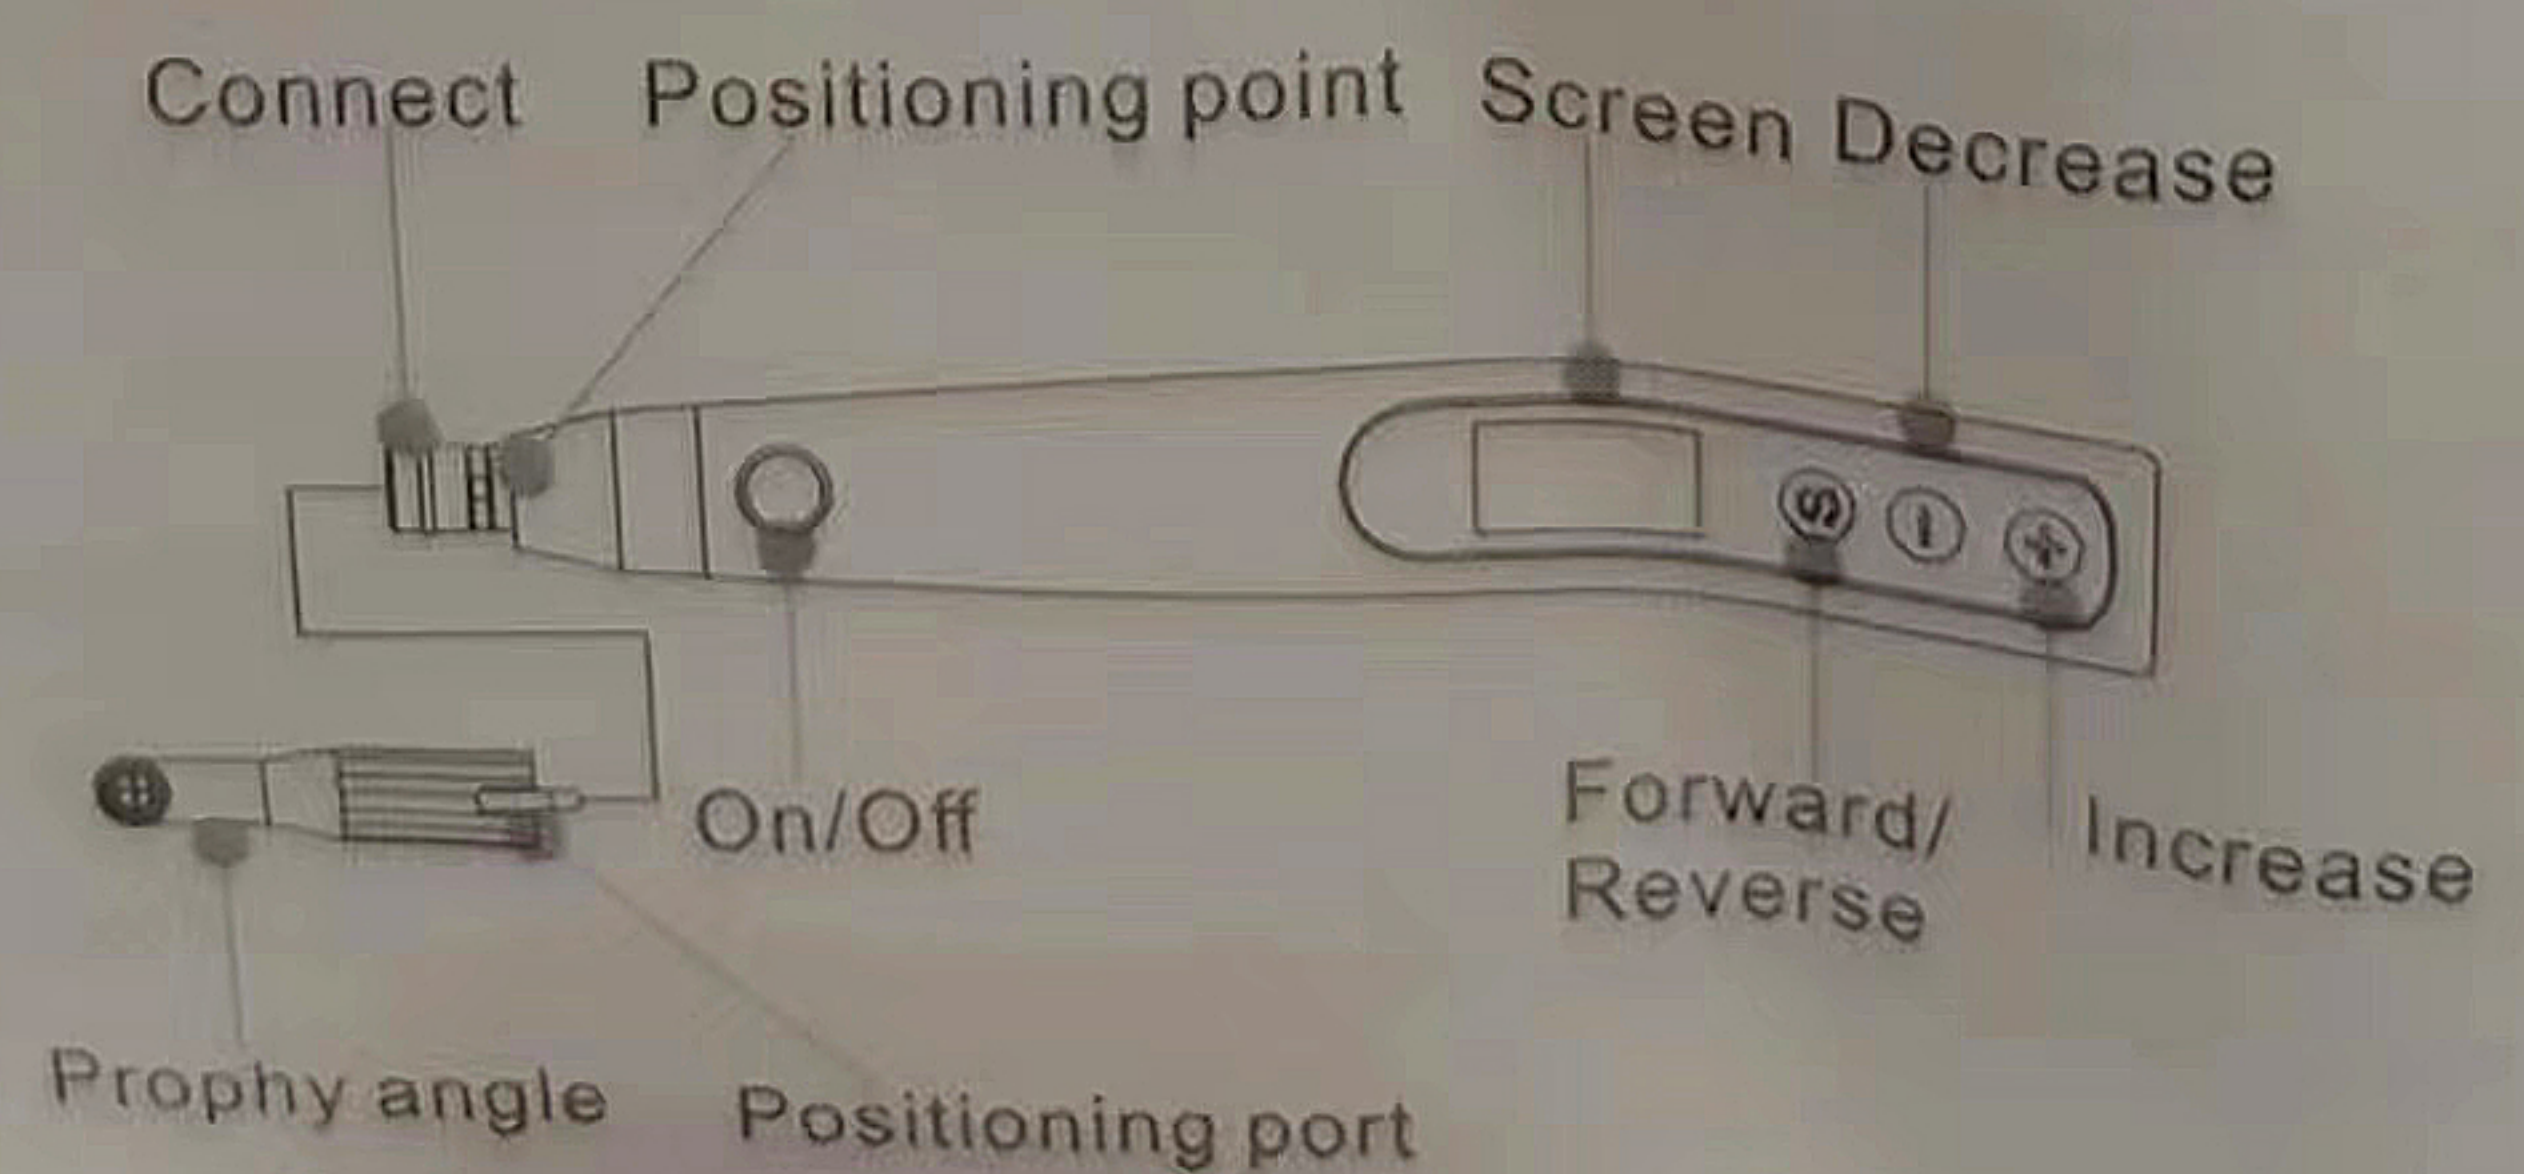 Connect
Positioning point
Screen
Decrease
S
−
+
On/Off
Forward/
Reverse
Increase
Prophy angle
Positioning port